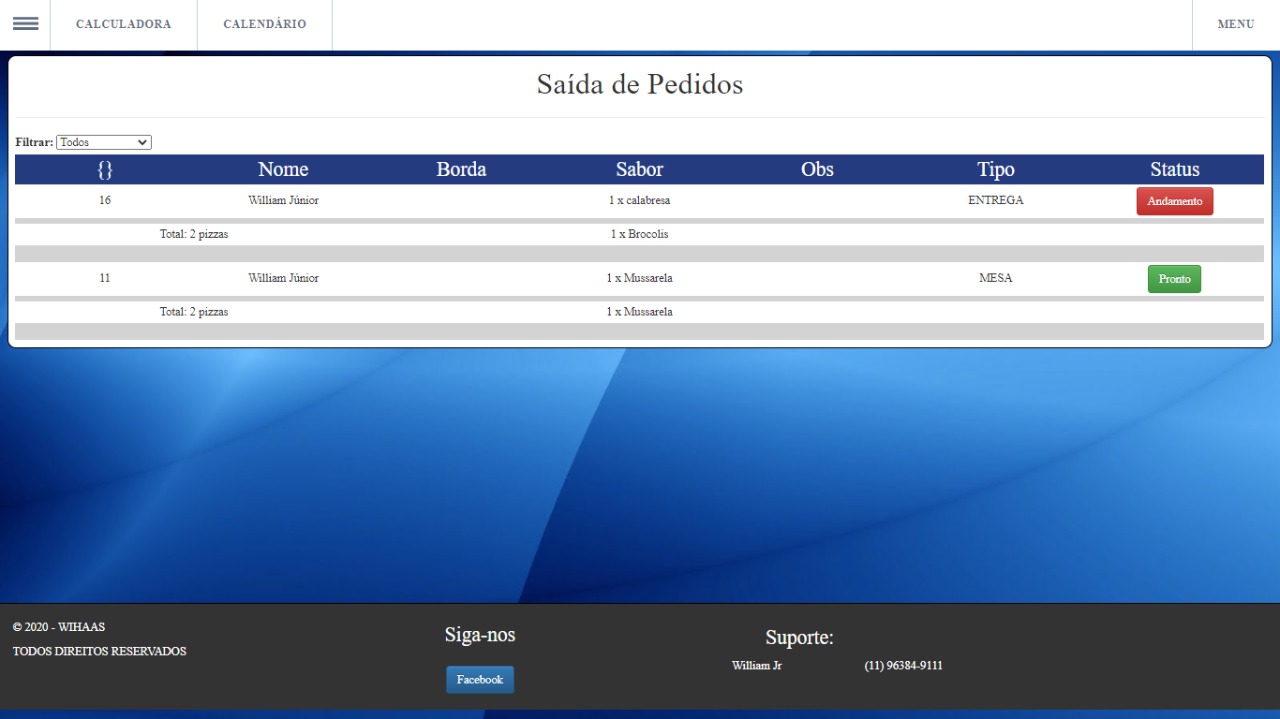 CALCULADORA CALENDÁRIO MENU
Saída de Pedidos
Filtrar: Todos
{} Nome Borda Sabor Obs Tipo Status
16 William Júnior 1 x calabresa ENTREGA Andamento
Total: 2 pizzas 1 x Brocolis
11 William Júnior 1 x Mussarela MESA Pronto
Total: 2 pizzas 1 x Mussarela
© 2020 - WIHAAS
TODOS DIREITOS RESERVADOS
Siga-nos
Facebook
Suporte:
William Jr (11) 96384-9111